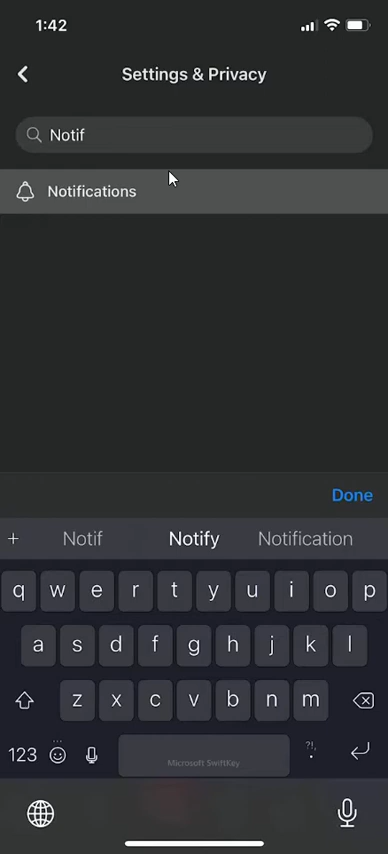 1:42
Settings & Privacy
Notif
Notifications
Done
+ Notif Notify Notification
q w e r t y u i o p
a s d f g h j k l
z x c v b n m
123 Microsoft SwiftKey ?!, .